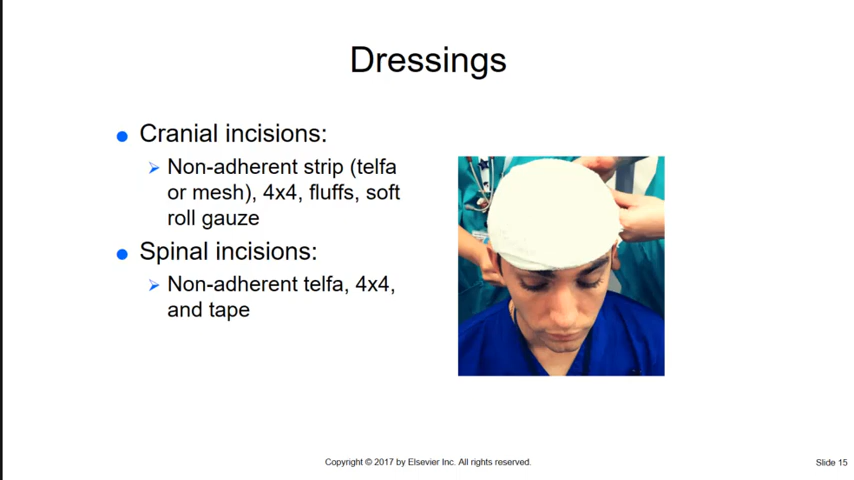 Dressings
Cranial incisions:
Non-adherent strip (telfa
or mesh), 4x4, fluffs, soft
roll gauze
Spinal incisions:
Non-adherent telfa, 4x4,
and tape
Copyright © 2017 by Elsevier Inc. All rights reserved.
Slide 15